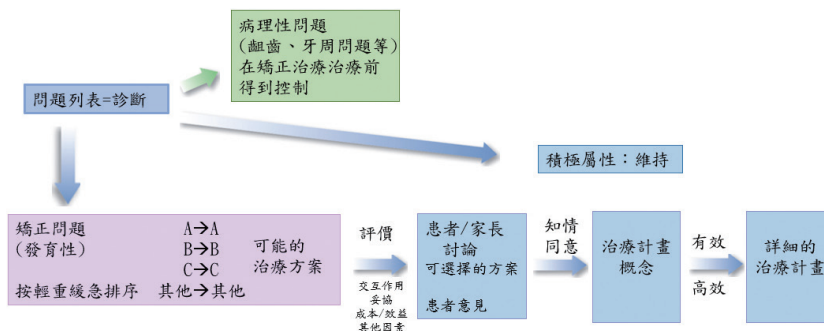 病理性問題
(齟齒、牙周問題等)
在矯正治療治療前
得到控制
問題列表=診斷
積極屬性：維持
矯正問題
(發育性)
按輕重緩急排序
A→A
B→B
C→C
其他→其他
可能的
治療方案
評價
交互作用
妥協
成本/效益
其他因素
患者/家長
討論
可選擇的方案
患者意見
知情
同意
治療計畫
概念
有效
高效
詳細的
治療計畫